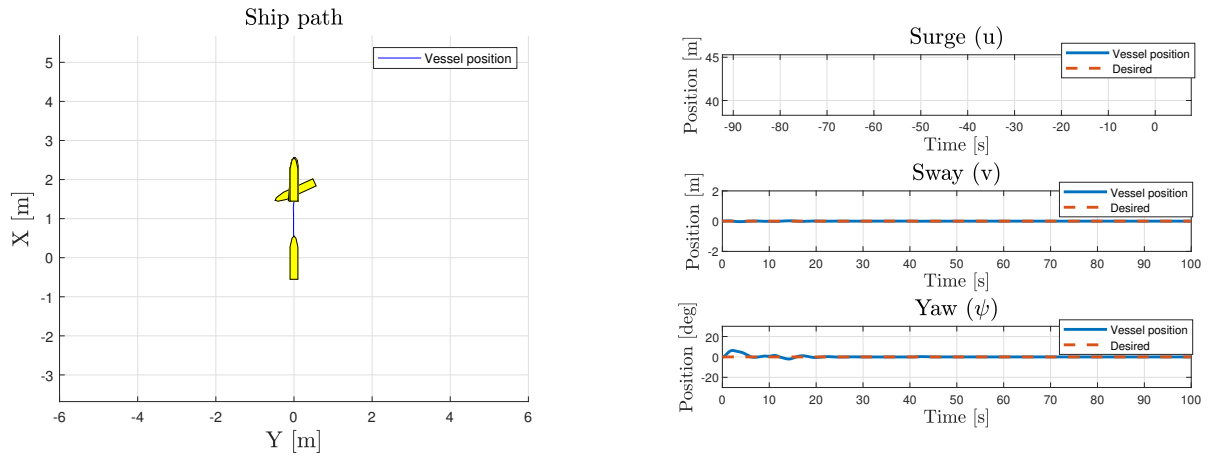 Ship path
Vessel position
5
4
3
2
1
0
-1
-2
-3
X [m]
-6
-4
-2
0
2
4
6
Y [m]
Surge (u)
Vessel position
Desired
Position [m]
45
40
-90
-80
-70
-60
-50
-40
-30
-20
-10
0
Time [s]
Sway (v)
Vessel position
Desired
Position [m]
2
0
-2
0
10
20
30
40
50
60
70
80
90
100
Time [s]
Yaw (ψ)
Vessel position
Desired
Position [deg]
20
0
-20
0
10
20
30
40
50
60
70
80
90
100
Time [s]